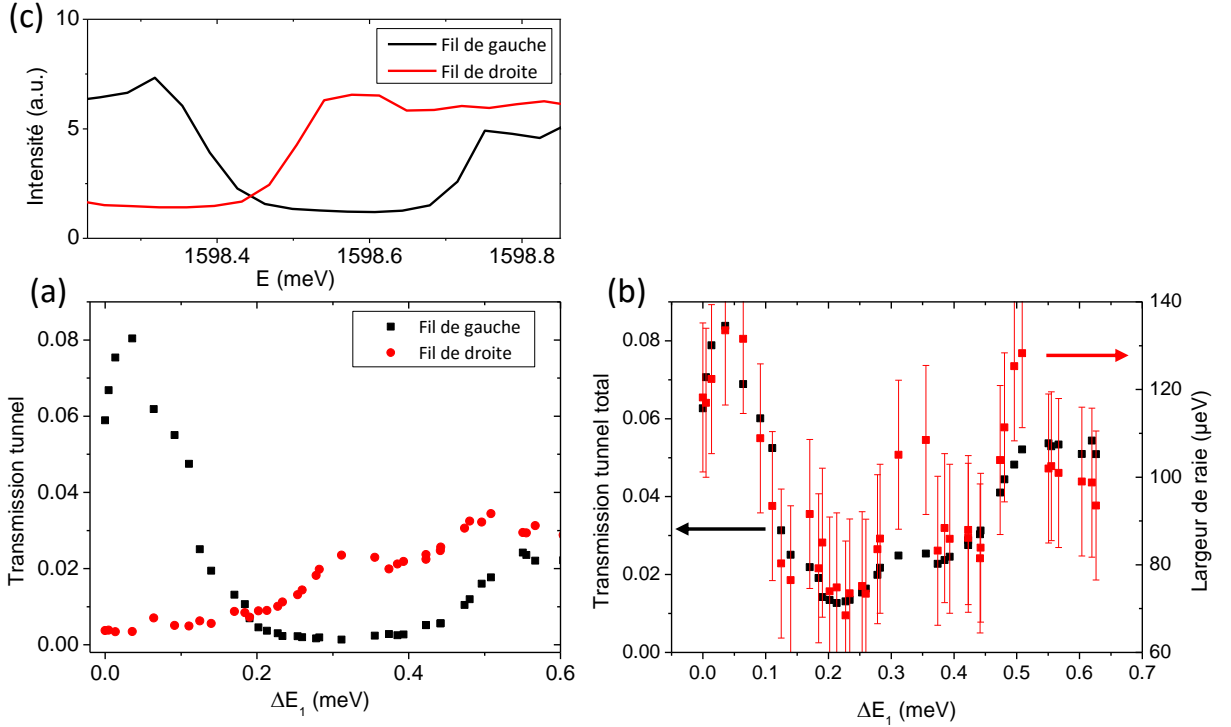 (c)
10
5
0
Intensité (a.u.)
Fil de gauche
Fil de droite
1598.4
1598.6
1598.8
E (meV)
(a)
0.08
0.06
0.04
0.02
0.00
Transmission tunnel
Fil de gauche
Fil de droite
0.0
0.2
0.4
0.6
ΔE₁ (meV)
(b)
0.08
0.06
0.04
0.02
0.00
Transmission tunnel total
140
120
100
80
60
Largeur de raie (µeV)
0.0
0.1
0.2
0.3
0.4
0.5
0.6
0.7
ΔE₁ (meV)